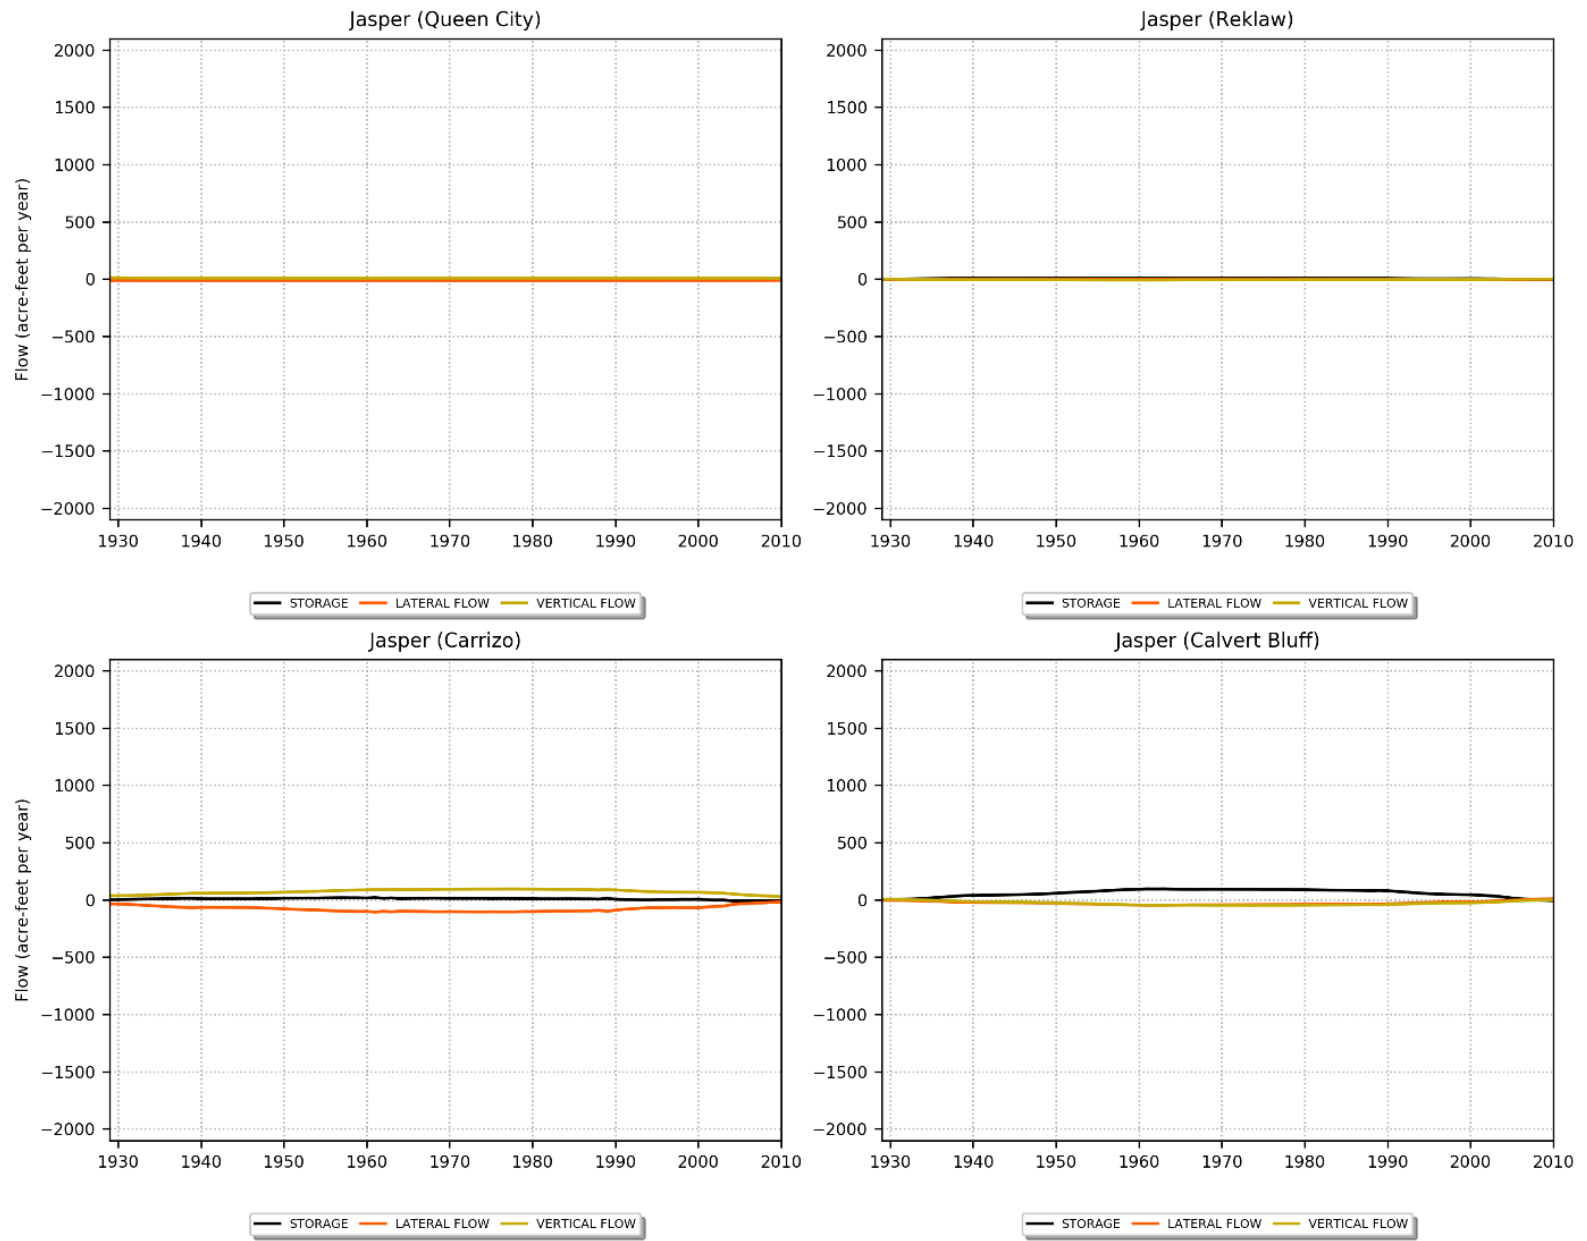 Jasper (Queen City)
Flow (acre-feet per year)
2000
1500
1000
500
0
−500
−1000
−1500
−2000
1930 1940 1950 1960 1970 1980 1990 2000 2010
STORAGE LATERAL FLOW VERTICAL FLOW
Jasper (Reklaw)
2000
1500
1000
500
0
−500
−1000
−1500
−2000
1930 1940 1950 1960 1970 1980 1990 2000 2010
STORAGE LATERAL FLOW VERTICAL FLOW
Jasper (Carrizo)
Flow (acre-feet per year)
2000
1500
1000
500
0
−500
−1000
−1500
−2000
1930 1940 1950 1960 1970 1980 1990 2000 2010
STORAGE LATERAL FLOW VERTICAL FLOW
Jasper (Calvert Bluff)
2000
1500
1000
500
0
−500
−1000
−1500
−2000
1930 1940 1950 1960 1970 1980 1990 2000 2010
STORAGE LATERAL FLOW VERTICAL FLOW